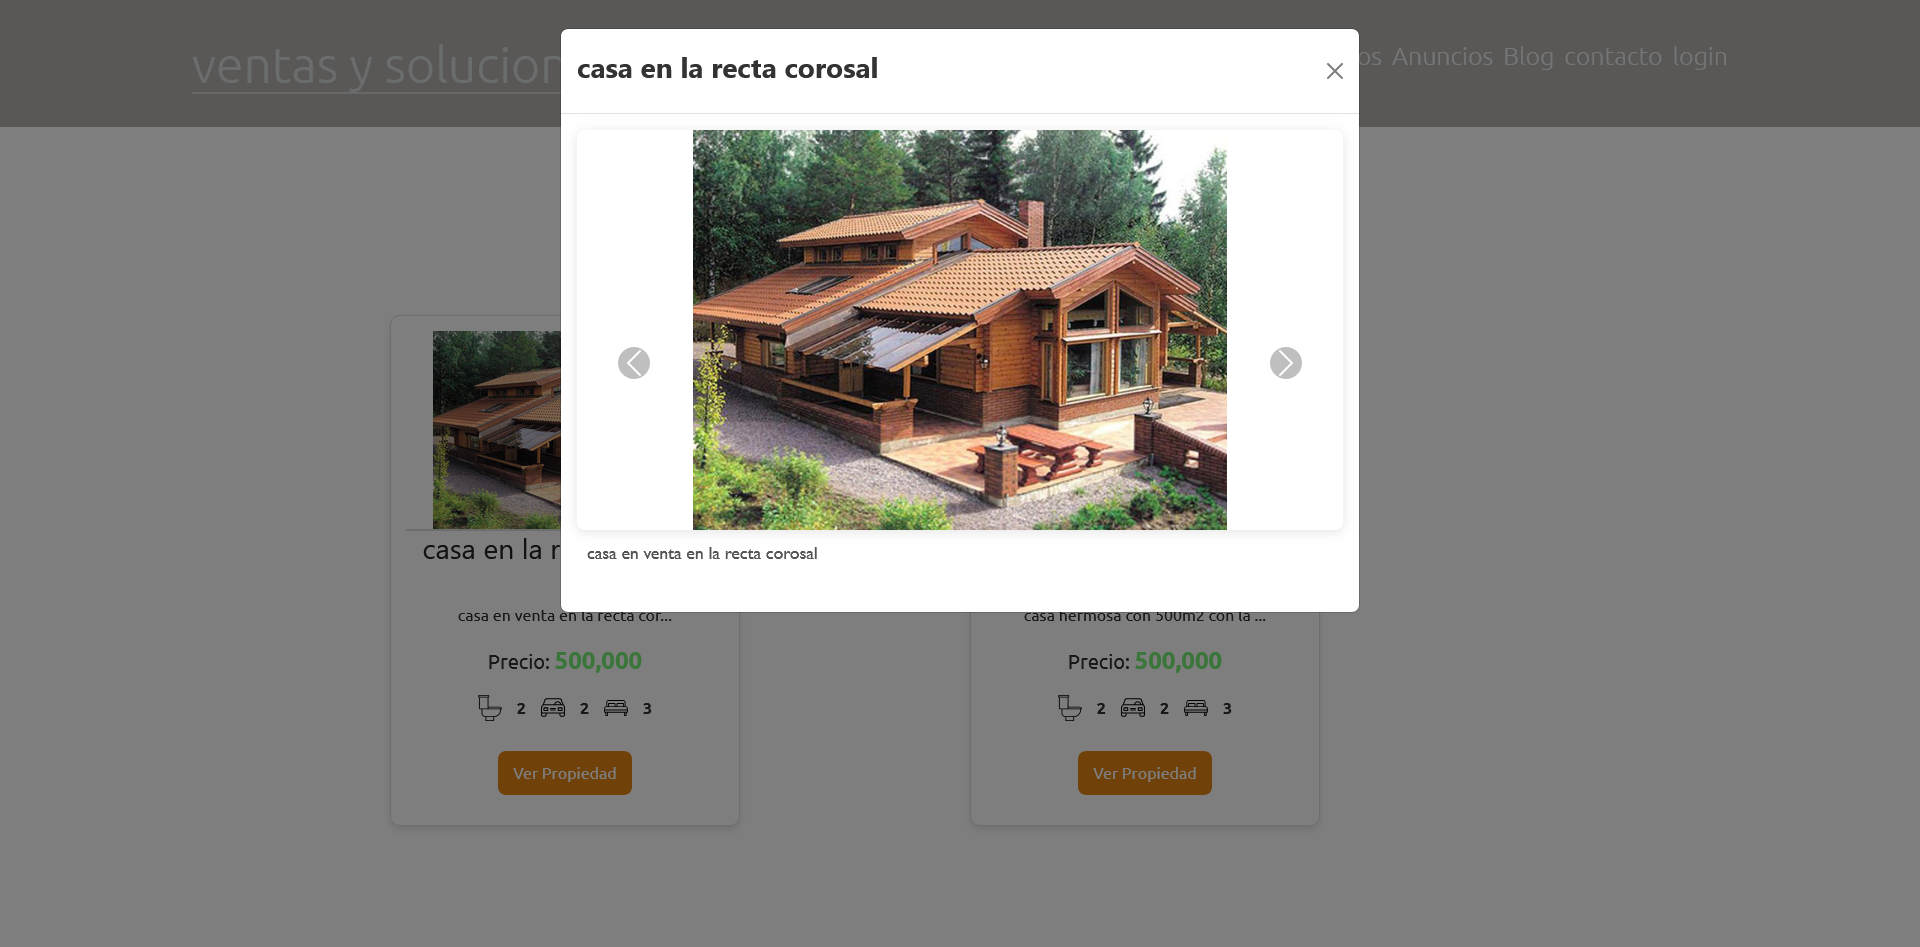 ventas y solucion
Anuncios Blog contacto login
casa en la recta corosal
casa en venta en la recta corosal
casa en la
casa en venta en la recta cor...
Precio: 500,000
2 2 3
Ver Propiedad
casa hermosa con 500m2 con la ...
Precio: 500,000
2 2 3
Ver Propiedad